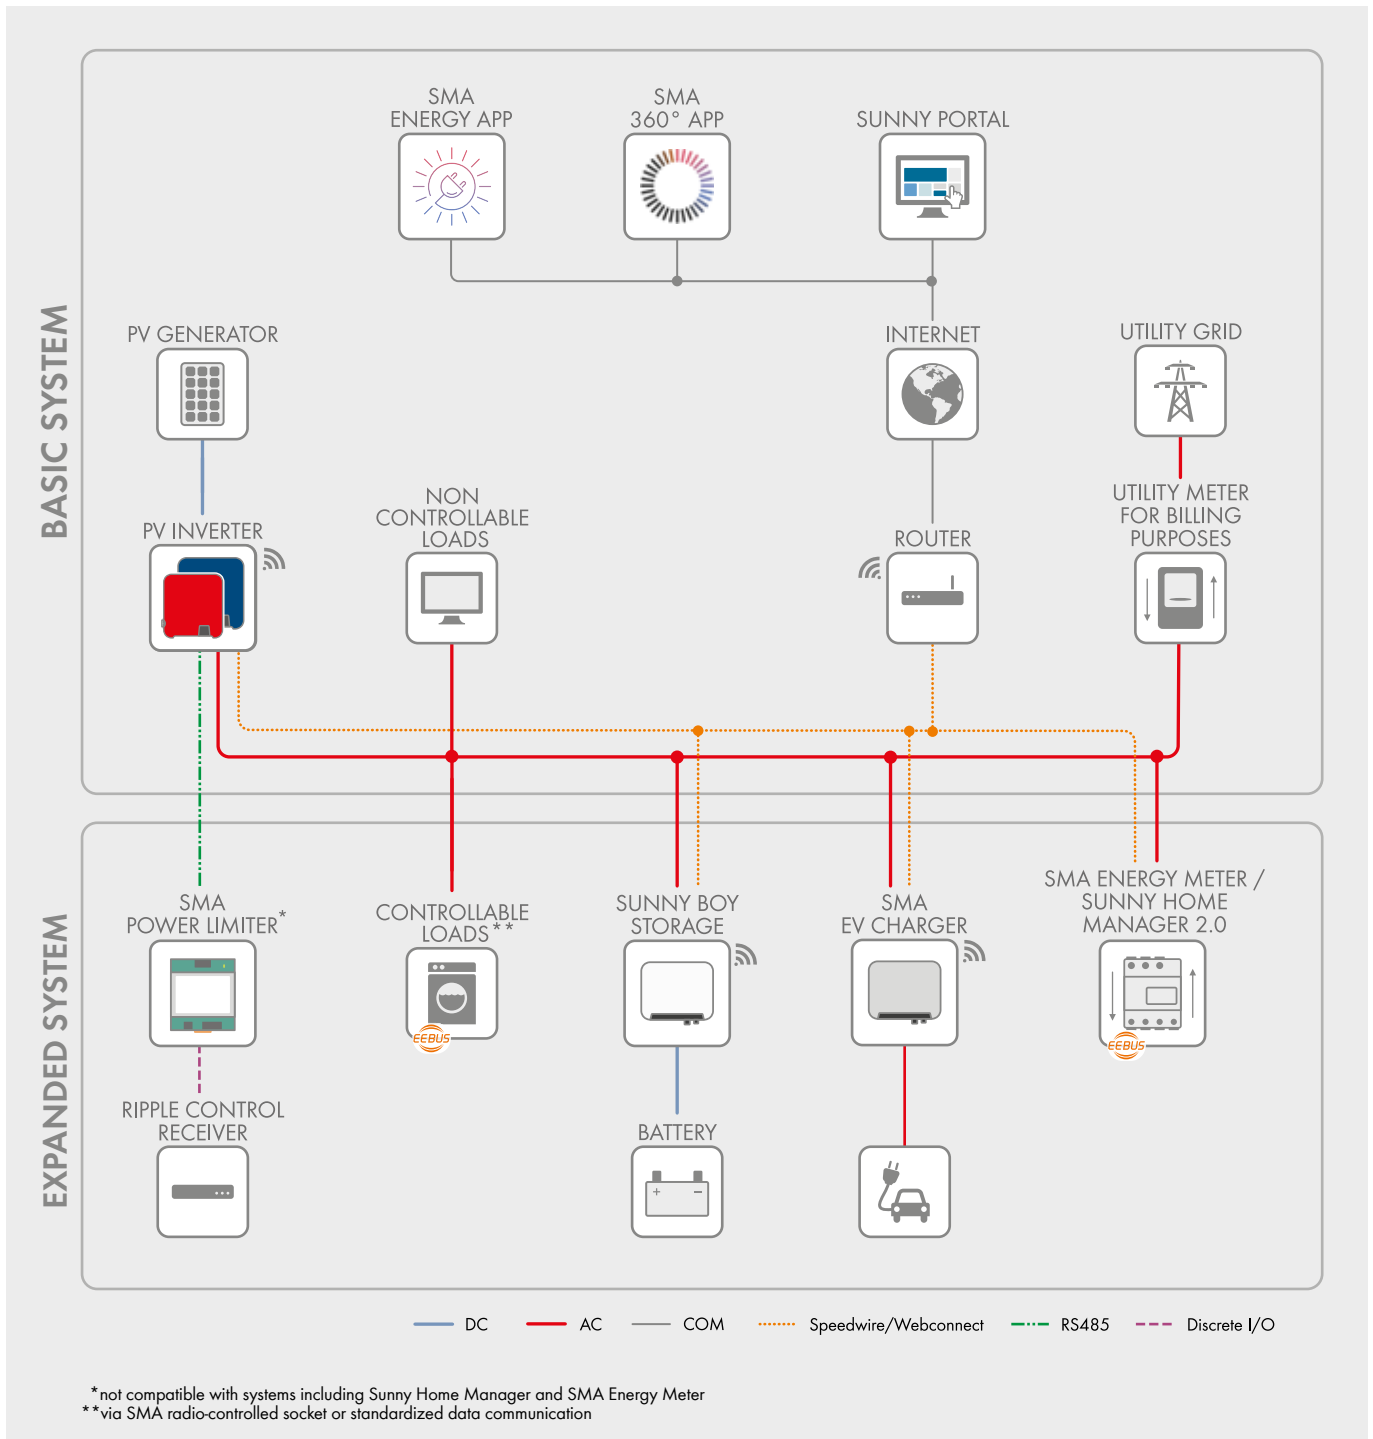 BASIC SYSTEM
SMA
ENERGY APP
SMA
360° APP
SUNNY PORTAL
PV GENERATOR
INTERNET
UTILITY GRID
PV INVERTER
NON
CONTROLLABLE
LOADS
ROUTER
UTILITY METER
FOR BILLING
PURPOSES
EXPANDED SYSTEM
SMA
POWER LIMITER*
CONTROLLABLE
LOADS**
EEBUS
SUNNY BOY
STORAGE
SMA
EV CHARGER
SMA ENERGY METER /
SUNNY HOME
MANAGER 2.0
EEBUS
RIPPLE CONTROL
RECEIVER
BATTERY
+ −
DC
AC
COM
Speedwire/Webconnect
RS485
Discrete I/O
*not compatible with systems including Sunny Home Manager and SMA Energy Meter
**via SMA radio-controlled socket or standardized data communication